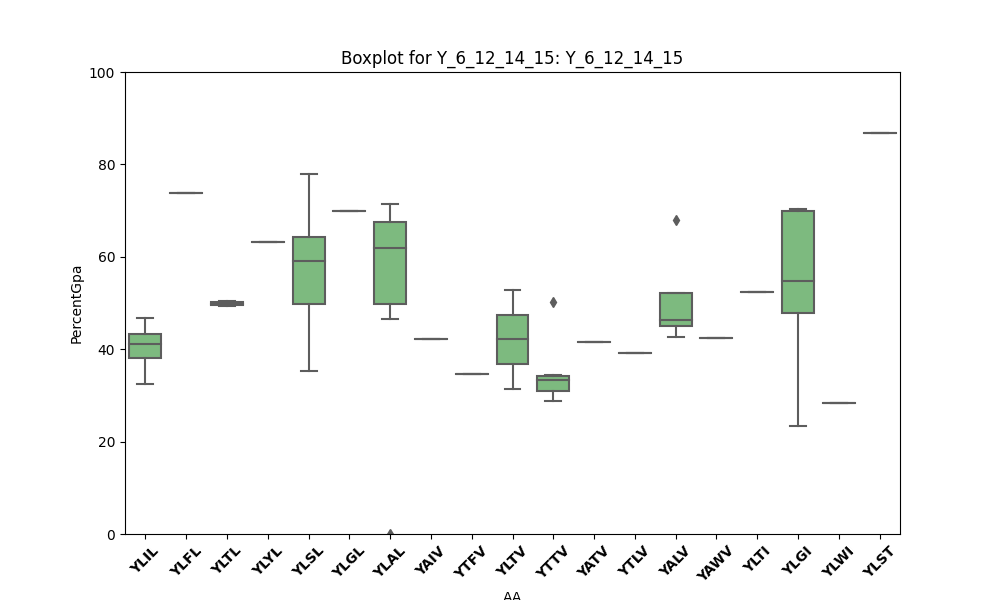 Boxplot for Y_6_12_14_15: Y_6_12_14_15
100
80
60
40
20
0
PercentGpa
YLIL YLFL YLTL YLYL YLSL YLGL YLAL YAIV YTFV YLTV YTTV YATV YTLV YALV YAWV YLTI YLGI YLWI YLST
AA